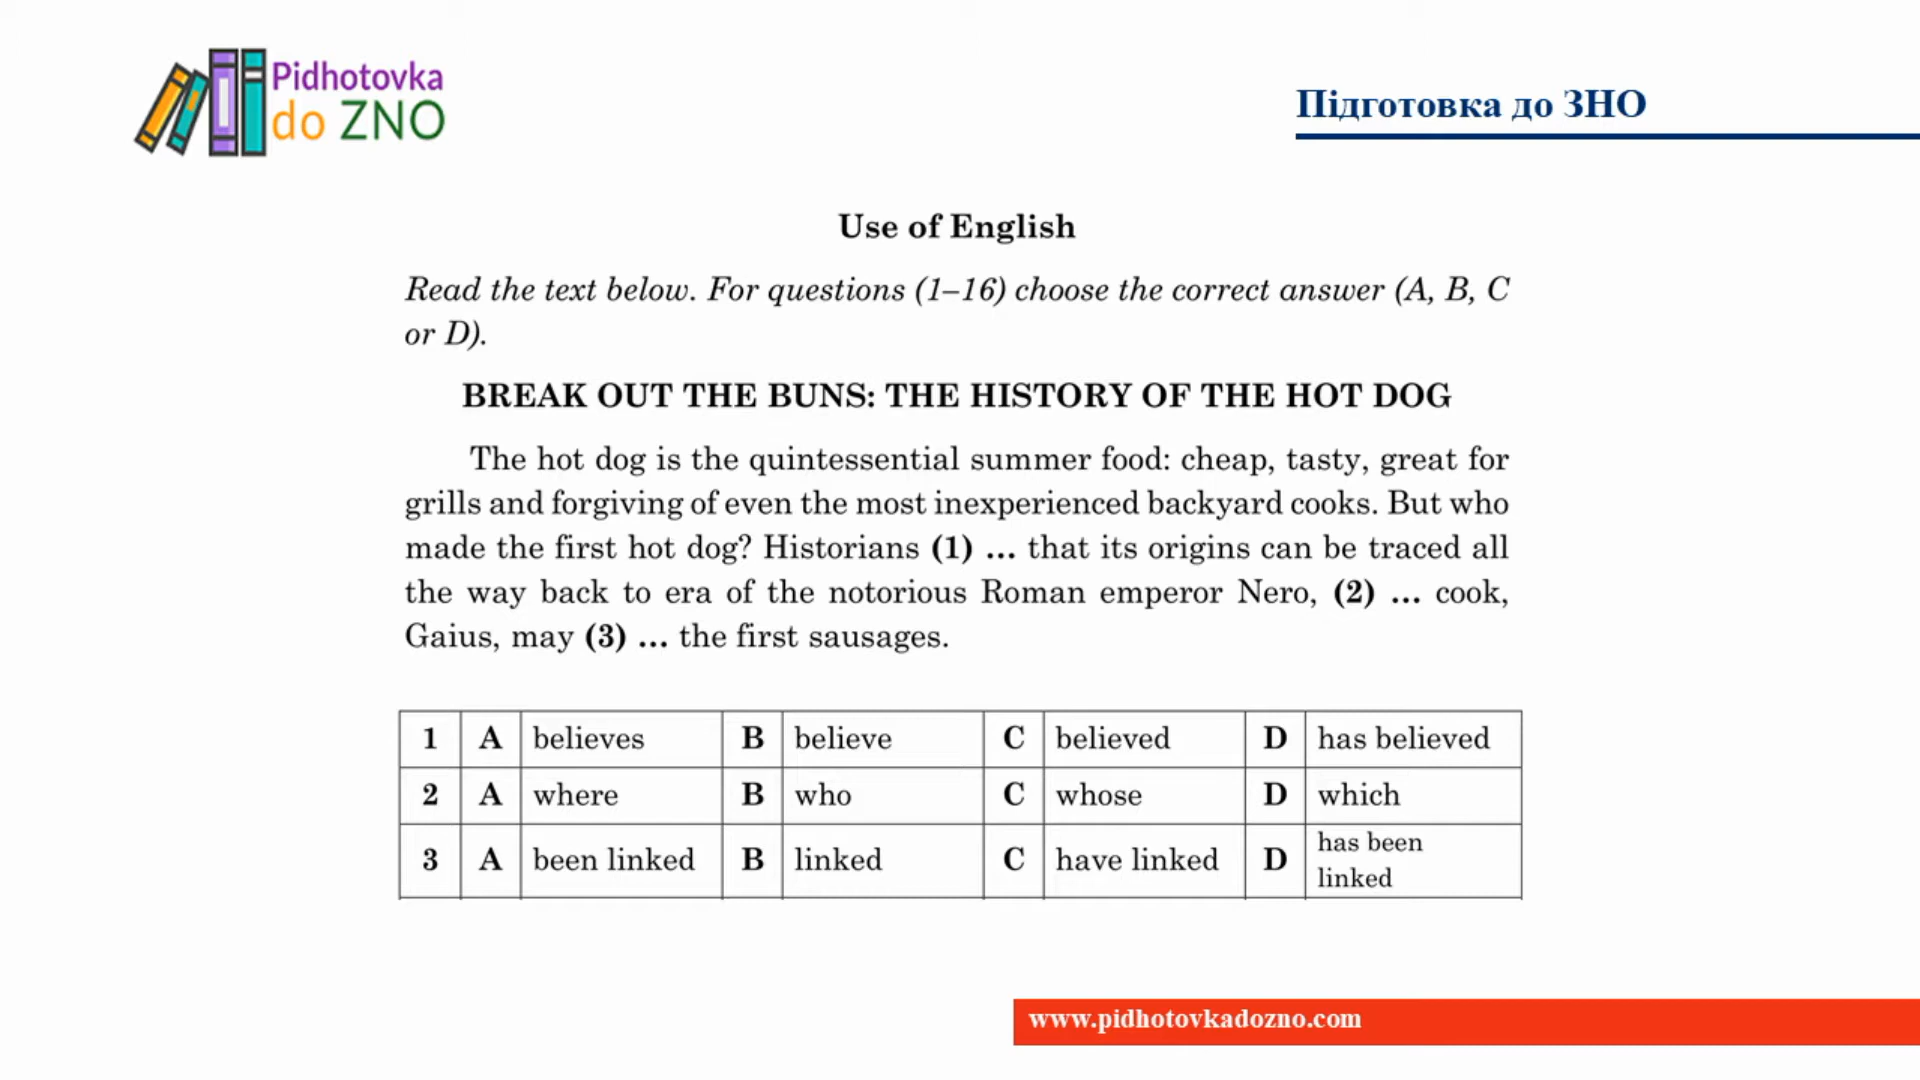 Pidhotovka
do ZNO
Підготовка до ЗНО
Use of English
Read the text below. For questions (1–16) choose the correct answer (A, B, C
or D).
BREAK OUT THE BUNS: THE HISTORY OF THE HOT DOG
The hot dog is the quintessential summer food: cheap, tasty, great for
grills and forgiving of even the most inexperienced backyard cooks. But who
made the first hot dog? Historians (1) ... that its origins can be traced all
the way back to era of the notorious Roman emperor Nero, (2) ... cook,
Gaius, may (3) ... the first sausages.
1 A believes B believe C believed D has believed
2 A where B who C whose D which
3 A been linked B linked C have linked D has been
linked
www.pidhotovkadozno.com